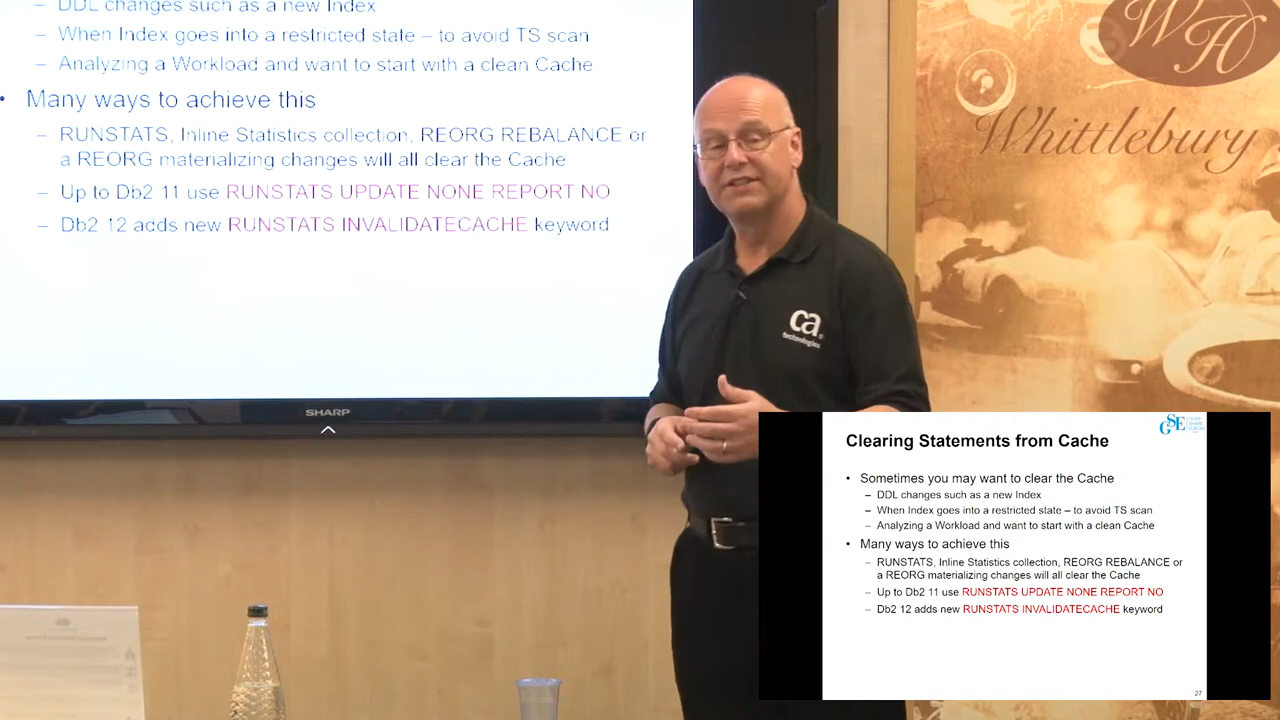 – DDL changes such as a new Index
– When Index goes into a restricted state – to avoid TS scan
– Analyzing a Workload and want to start with a clean Cache
• Many ways to achieve this
– RUNSTATS, Inline Statistics collection, REORG REBALANCE or
a REORG materializing changes will all clear the Cache
– Up to Db2 11 use RUNSTATS UPDATE NONE REPORT NO
– Db2 12 adds new RUNSTATS INVALIDATECACHE keyword
SHARP
WH
Whittlebury
ca
technologies
GSE
Clearing Statements from Cache
• Sometimes you may want to clear the Cache
– DDL changes such as a new Index
– When Index goes into a restricted state – to avoid TS scan
– Analyzing a Workload and want to start with a clean Cache
• Many ways to achieve this
– RUNSTATS, Inline Statistics collection, REORG REBALANCE or
a REORG materializing changes will all clear the Cache
– Up to Db2 11 use RUNSTATS UPDATE NONE REPORT NO
– Db2 12 adds new RUNSTATS INVALIDATECACHE keyword
27